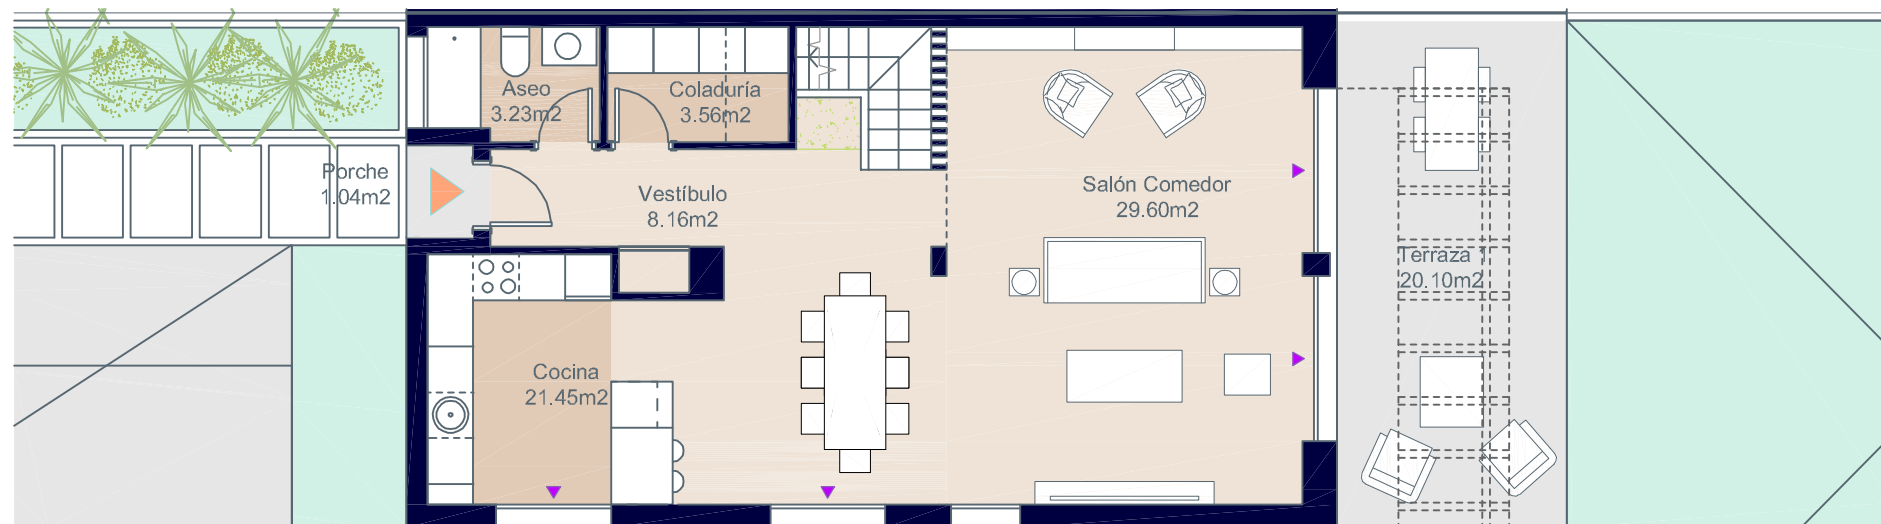 Aseo
3.23m2
Coladuría
3.56m2
Porche
1.04m2
Vestíbulo
8.16m2
Salón Comedor
29.60m2
Terraza 1
20.10m2
Cocina
21.45m2